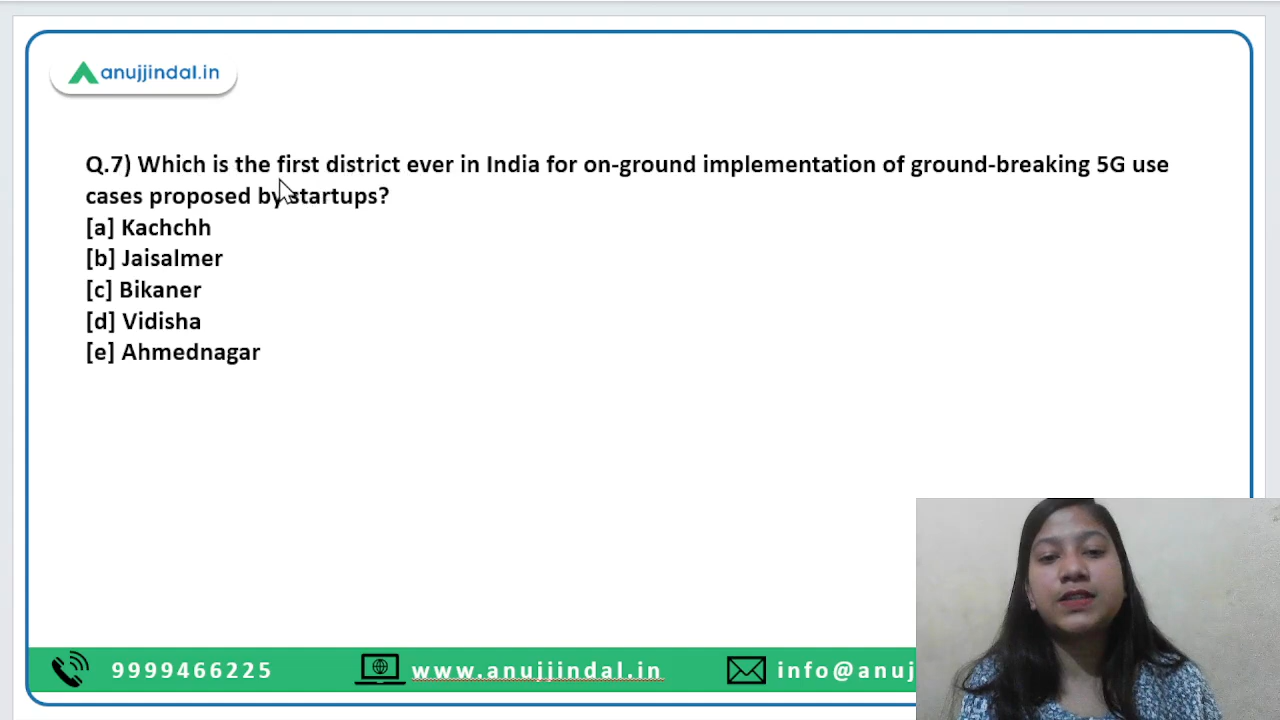 anujjindal.in
Q.7) Which is the first district ever in India for on-ground implementation of ground-breaking 5G use
cases proposed by startups?
[a] Kachchh
[b] Jaisalmer
[c] Bikaner
[d] Vidisha
[e] Ahmednagar
9999466225 www.anujjindal.in info@anuj